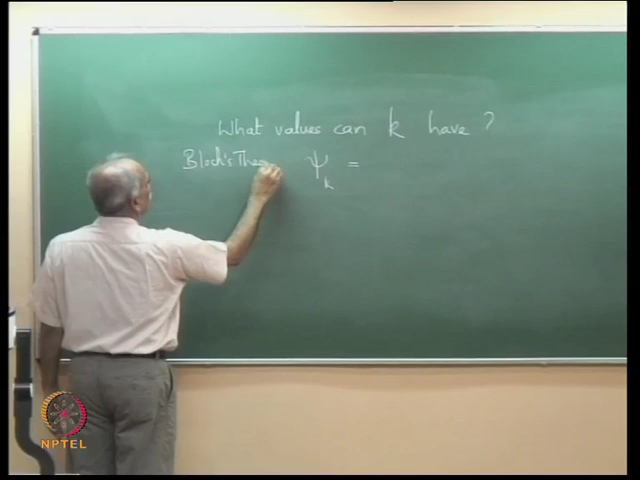 What values can k have ?
Bloch's Theo ψk =
NPTEL